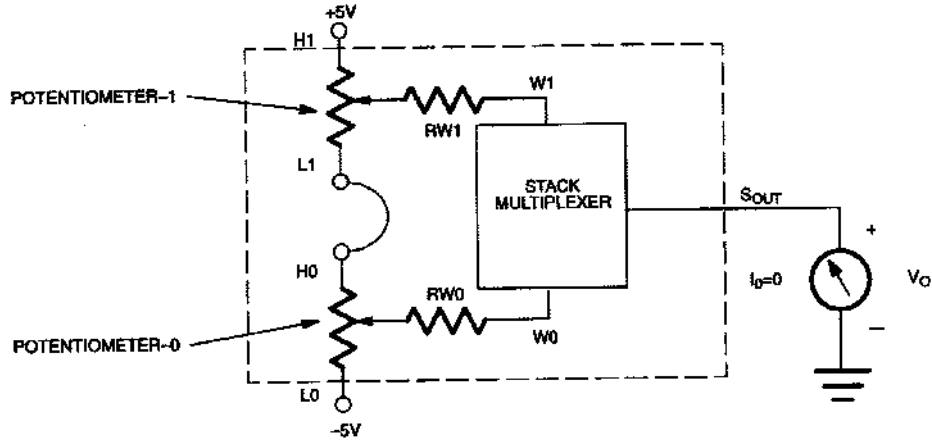 +5V
H1
POTENTIOMETER-1
W1
RW1
L1
STACK
MULTIPLEXER
SOUT
+
H0
RW0
I0=0
VO
W0
–
POTENTIOMETER-0
L0
-5V